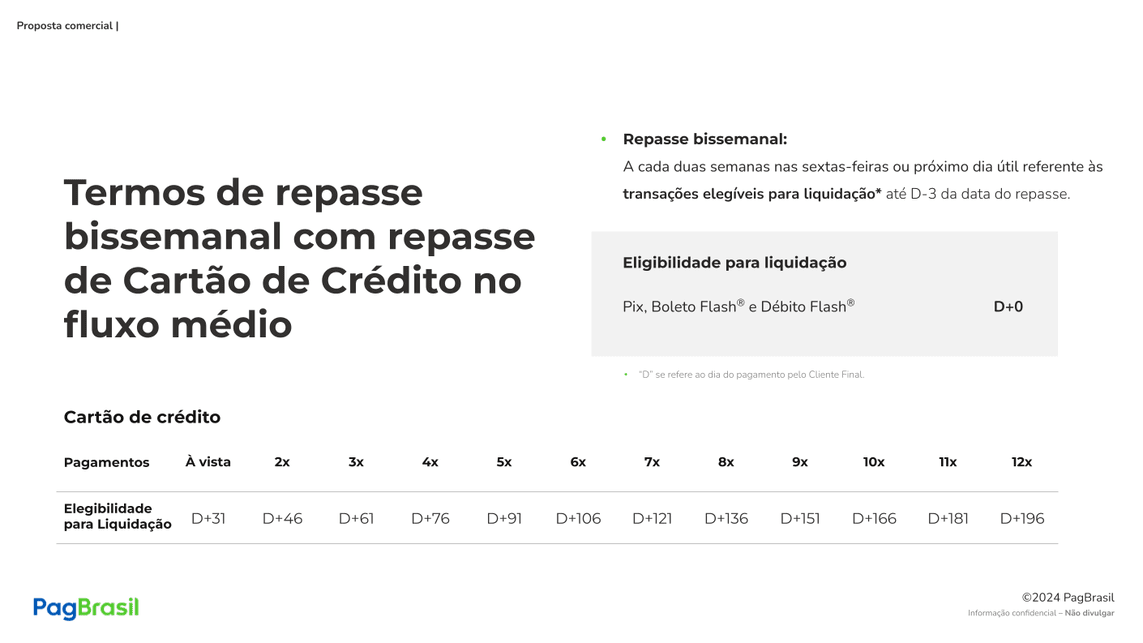 Proposta comercial |
Termos de repasse
bissemanal com repasse
de Cartão de Crédito no
fluxo médio
• Repasse bissemanal:
A cada duas semanas nas sextas-feiras ou próximo dia útil referente às
transações elegíveis para liquidação* até D-3 da data do repasse.
Eligibilidade para liquidação
Pix, Boleto Flash® e Débito Flash® D+0
• “D” se refere ao dia do pagamento pelo Cliente Final.
Cartão de crédito
Pagamentos À vista 2x 3x 4x 5x 6x 7x 8x 9x 10x 11x 12x
Elegibilidade
para Liquidação D+31 D+46 D+61 D+76 D+91 D+106 D+121 D+136 D+151 D+166 D+181 D+196
PagBrasil
©2024 PagBrasil
Informação confidencial – Não divulgar